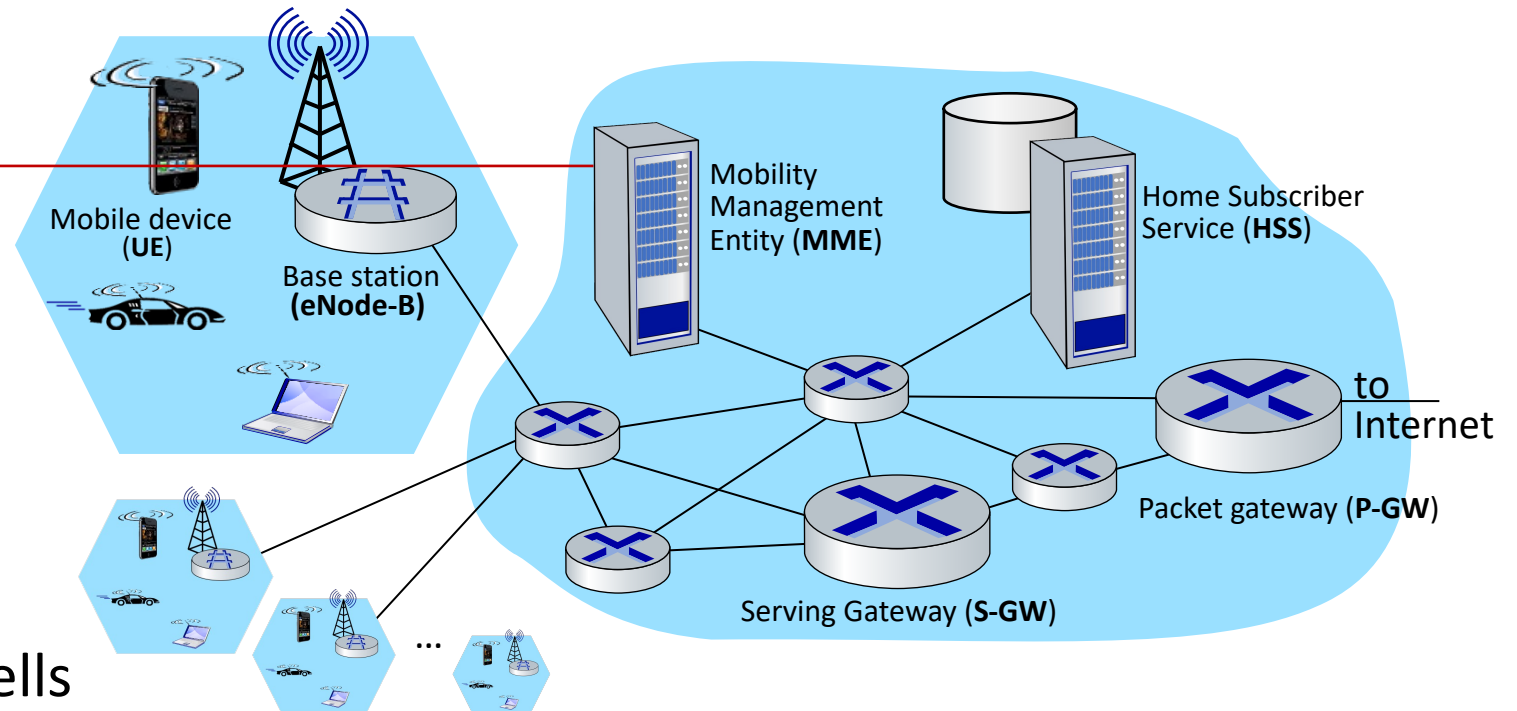 Mobile device
(UE)
Base station
(eNode-B)
Mobility
Management
Entity (MME)
Home Subscriber
Service (HSS)
to
Internet
Packet gateway (P-GW)
Serving Gateway (S-GW)
...
ells